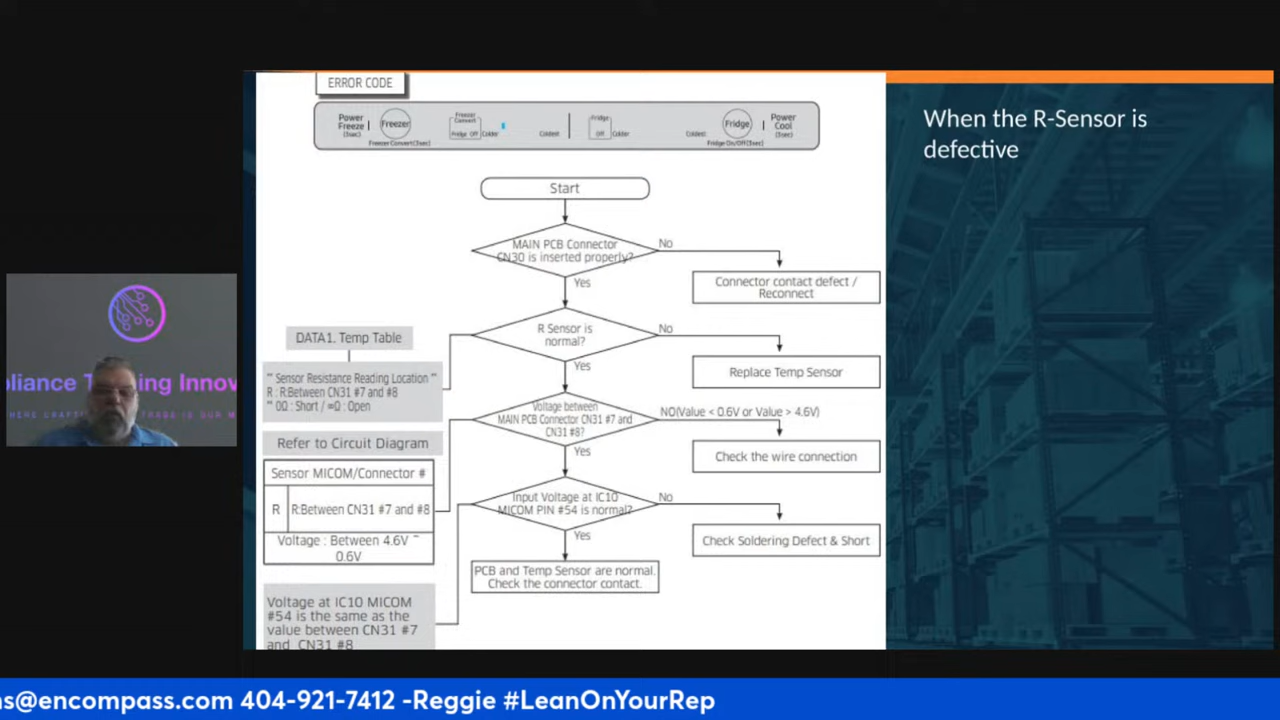 ERROR CODE
Power
Freeze
(3sec)
Freezer
Freezer
Convert
Fridge Off Colder
Coldest
Freezer Convert(3sec)
Fridge
Off
Colder
Coldest
Fridge
Power
Cool
(3sec)
Fridge On/Off(3sec)
When the R-Sensor is
defective
Start
MAIN PCB Connector
CN30 is inserted properly?
No
Connector contact defect /
Reconnect
Yes
DATA1. Temp Table
R Sensor is
normal?
No
Replace Temp Sensor
Yes
** Sensor Resistance Reading Location **
R : R:Between CN31 #7 and #8
** 0Ω : Short / ∞Ω : Open
Voltage between
MAIN PCB Connector CN31 #7 and
CN31 #8?
NO(Value < 0.6V or Value > 4.6V)
Check the wire connection
Yes
Refer to Circuit Diagram
Sensor MICOM/Connector #
R
R:Between CN31 #7 and #8
Voltage : Between 4.6V ~
0.6V
Input Voltage at IC10
MICOM PIN #54 is normal?
No
Check Soldering Defect & Short
Yes
PCB and Temp Sensor are normal.
Check the connector contact.
Voltage at IC10 MICOM
#54 is the same as the
value between CN31 #7
and CN31 #8
pliance T ing Innov
s@encompass.com 404-921-7412 -Reggie #LeanOnYourRep